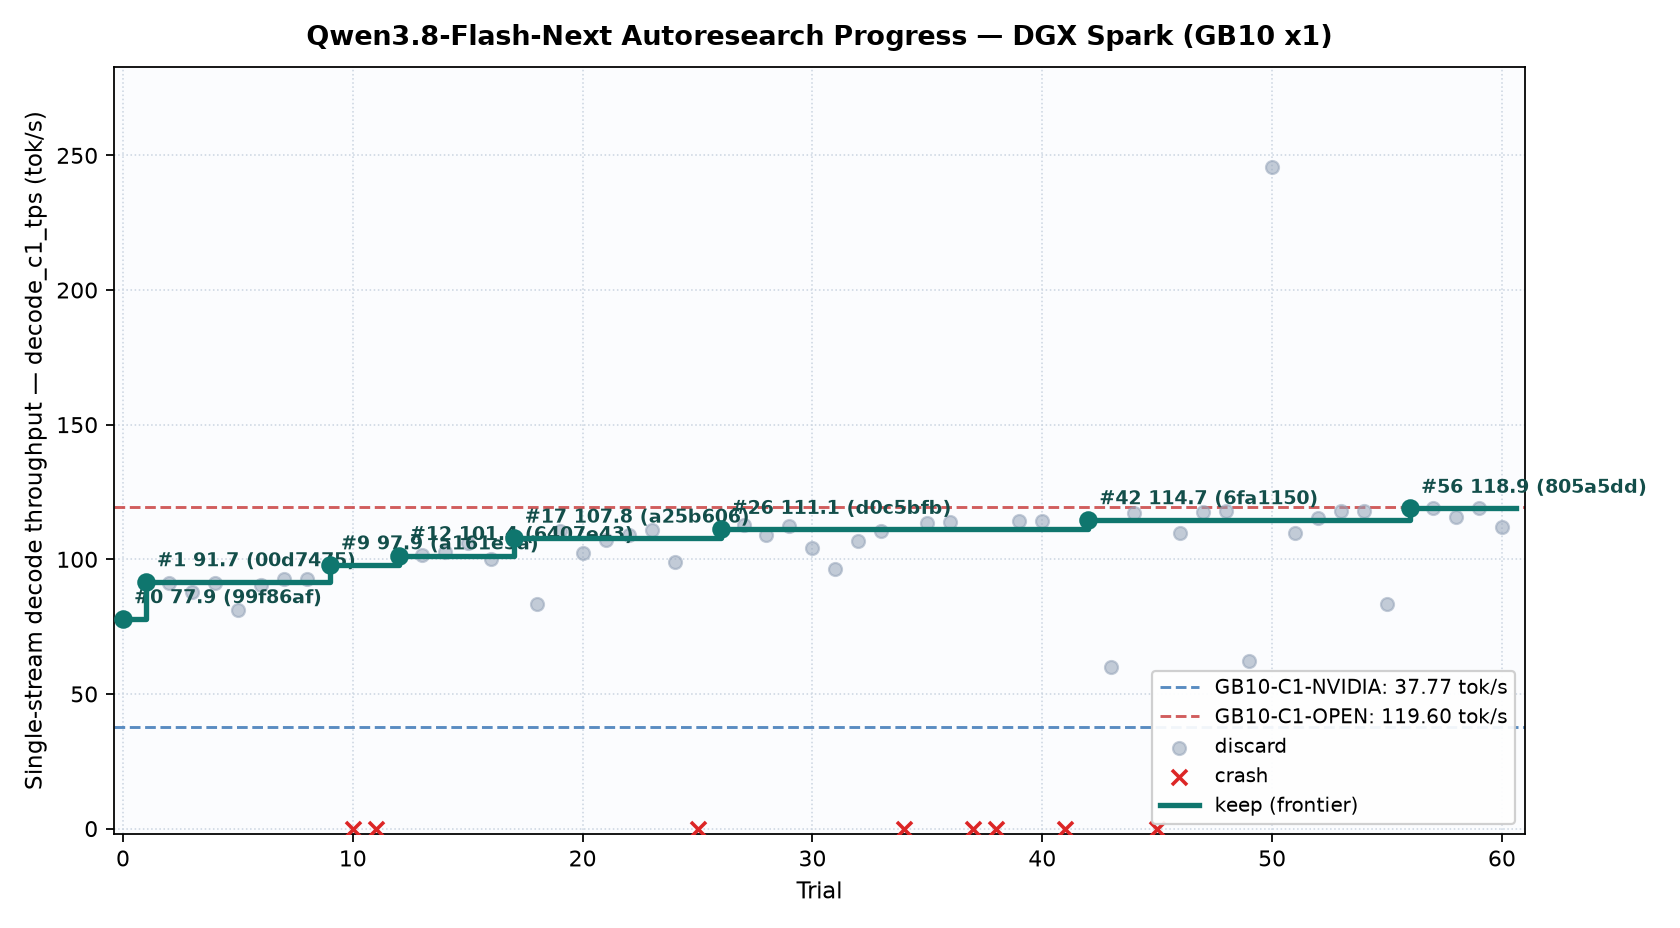 Qwen3.8-Flash-Next Autoresearch Progress — DGX Spark (GB10 x1)
Single-stream decode throughput — decode_c1_tps (tok/s)
250
200
150
100
50
0
#0 77.9 (99f86af)
#1 91.7 (00d7475)
#9 97.9 (a161e3a)
#12 101.4 (6407e43)
#17 107.8 (a25b606)
#26 111.1 (d0c5bfb)
#42 114.7 (6fa1150)
#56 118.9 (805a5dd)
GB10-C1-NVIDIA: 37.77 tok/s
GB10-C1-OPEN: 119.60 tok/s
discard
crash
keep (frontier)
0 10 20 30 40 50 60
Trial